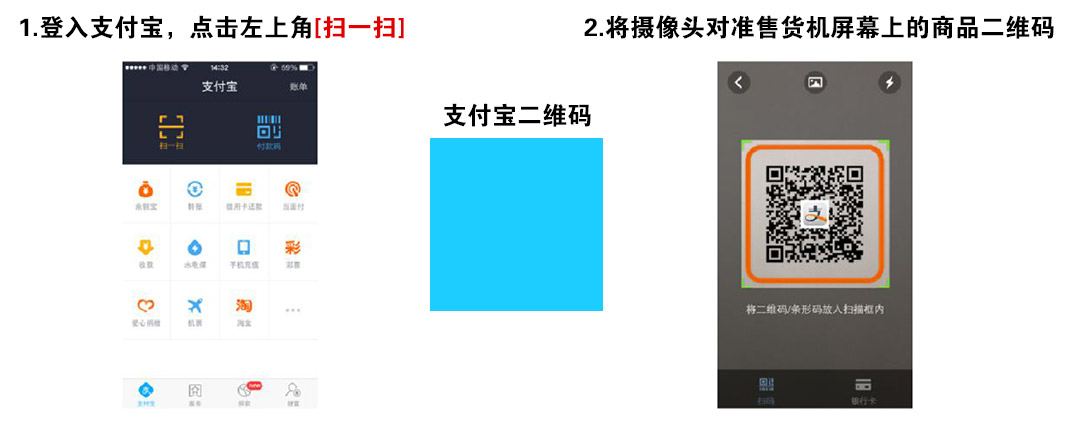 1.登入支付宝，点击左上角[扫一扫]
2.将摄像头对准售货机屏幕上的商品二维码
中国移动 14:32 59%
支付宝 账单
扫一扫 付款码
余额宝 转账 信用卡还款 当面付
收款 水电煤 手机充值 彩票
爱心捐赠 机票 淘宝
支付宝 服务 探索 财富
new
支付宝二维码
将二维码/条形码放入扫描框内
扫码 银行卡